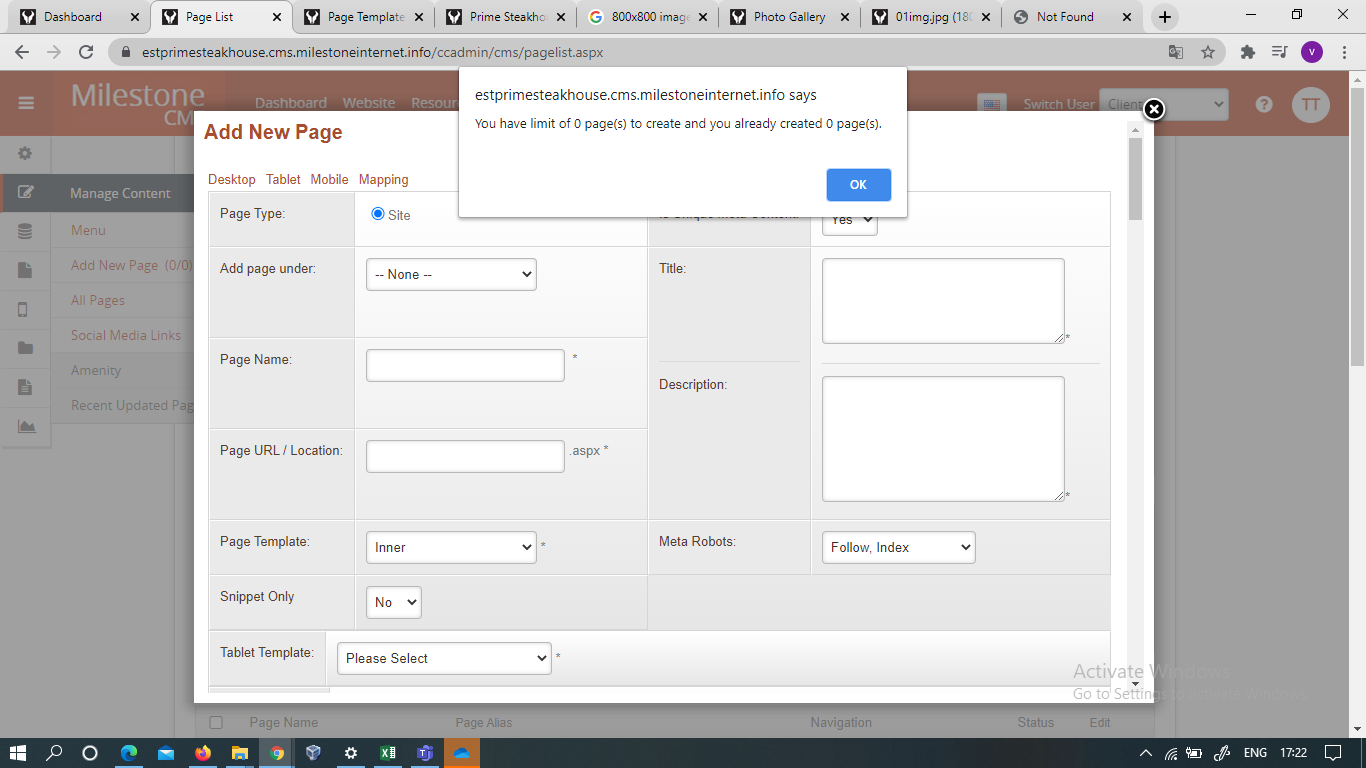 Dashboard
Page List
Page Template
Prime Steakho
800x800 image
Photo Gallery
01img.jpg (180
Not Found
estprimesteakhouse.cms.milestoneinternet.info/ccadmin/cms/pagelist.aspx
V
Milestone
CM
Dashboard Website Resour
Switch User Client
TT
estprimesteakhouse.cms.milestoneinternet.info says
You have limit of 0 page(s) to create and you already created 0 page(s).
OK
Manage Content
Menu
Add New Page (0/0)
All Pages
Social Media Links
Amenity
Recent Updated Pag
Add New Page
Desktop Tablet Mobile Mapping
Page Type:
Site
Yes
Add page under:
-- None --
Title:
*
Page Name:
*
Description:
*
Page URL / Location:
.aspx *
Page Template:
Inner
*
Meta Robots:
Follow, Index
Snippet Only
No
Tablet Template:
Please Select
*
Activate Windows
Go to Settings to activate Windows.
Page Name Page Alias Navigation Status Edit
ENG 17:22